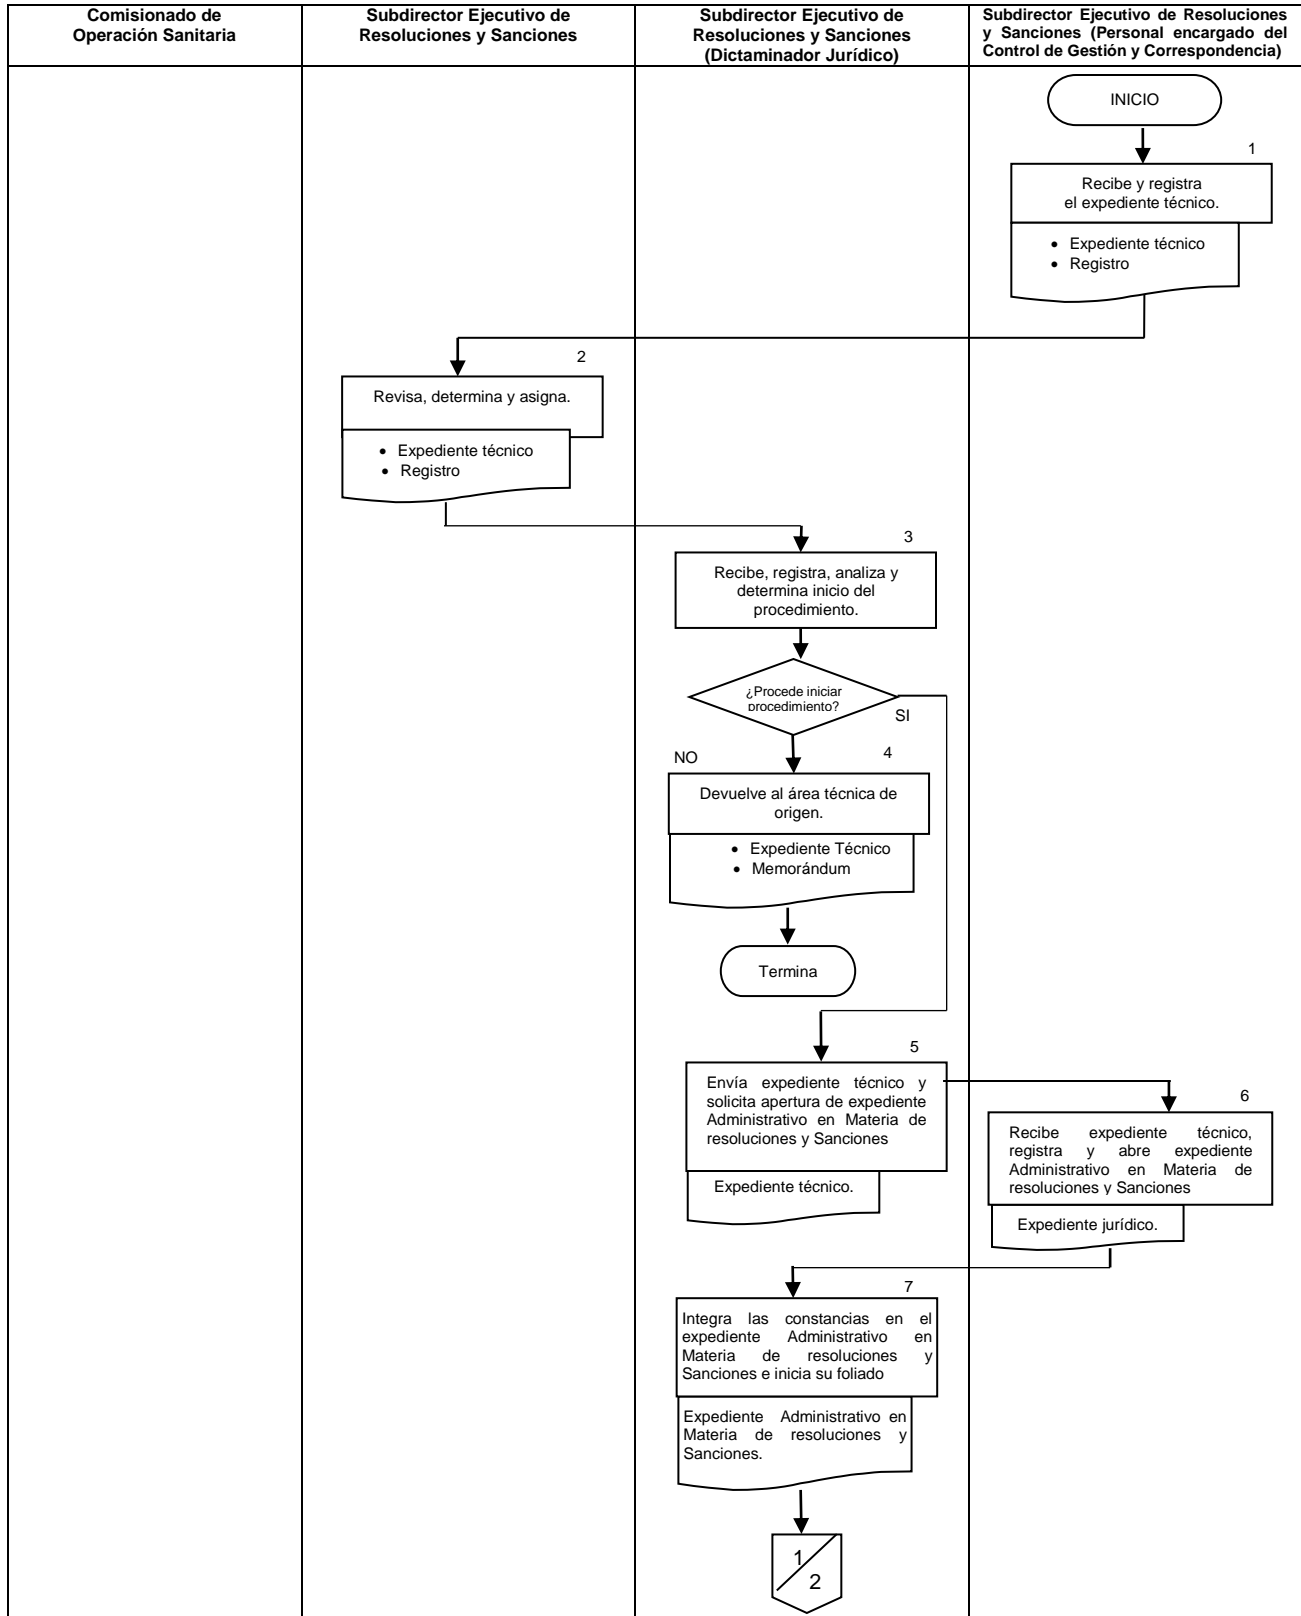 Comisionado de
Operación Sanitaria
Subdirector Ejecutivo de
Resoluciones y Sanciones
Subdirector Ejecutivo de
Resoluciones y Sanciones
(Dictaminador Jurídico)
Subdirector Ejecutivo de Resoluciones
y Sanciones (Personal encargado del
Control de Gestión y Correspondencia)
INICIO
1
Recibe y registra
el expediente técnico.
• Expediente técnico
• Registro
2
Revisa, determina y asigna.
• Expediente técnico
• Registro
3
Recibe, registra, analiza y
determina inicio del
procedimiento.
¿Procede iniciar
procedimiento?
SI
NO
4
Devuelve al área técnica de
origen.
• Expediente Técnico
• Memorándum
Termina
5
Envía expediente técnico y
solicita apertura de expediente
Administrativo en Materia de
resoluciones y Sanciones
Expediente técnico.
6
Recibe expediente técnico,
registra y abre expediente
Administrativo en Materia de
resoluciones y Sanciones
Expediente jurídico.
7
Integra las constancias en el
expediente Administrativo en
Materia de resoluciones y
Sanciones e inicia su foliado
Expediente Administrativo en
Materia de resoluciones y
Sanciones.
1
2